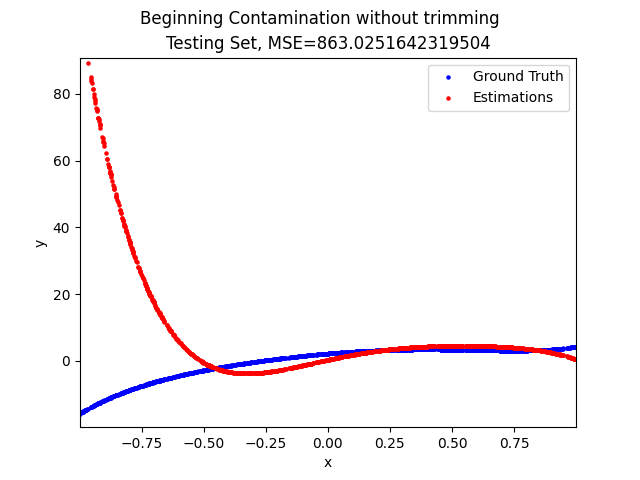 Beginning Contamination without trimming
Testing Set, MSE=863.0251642319504
Ground Truth
Estimations
80
60
40
20
0
y
−0.75 −0.50 −0.25 0.00 0.25 0.50 0.75
x